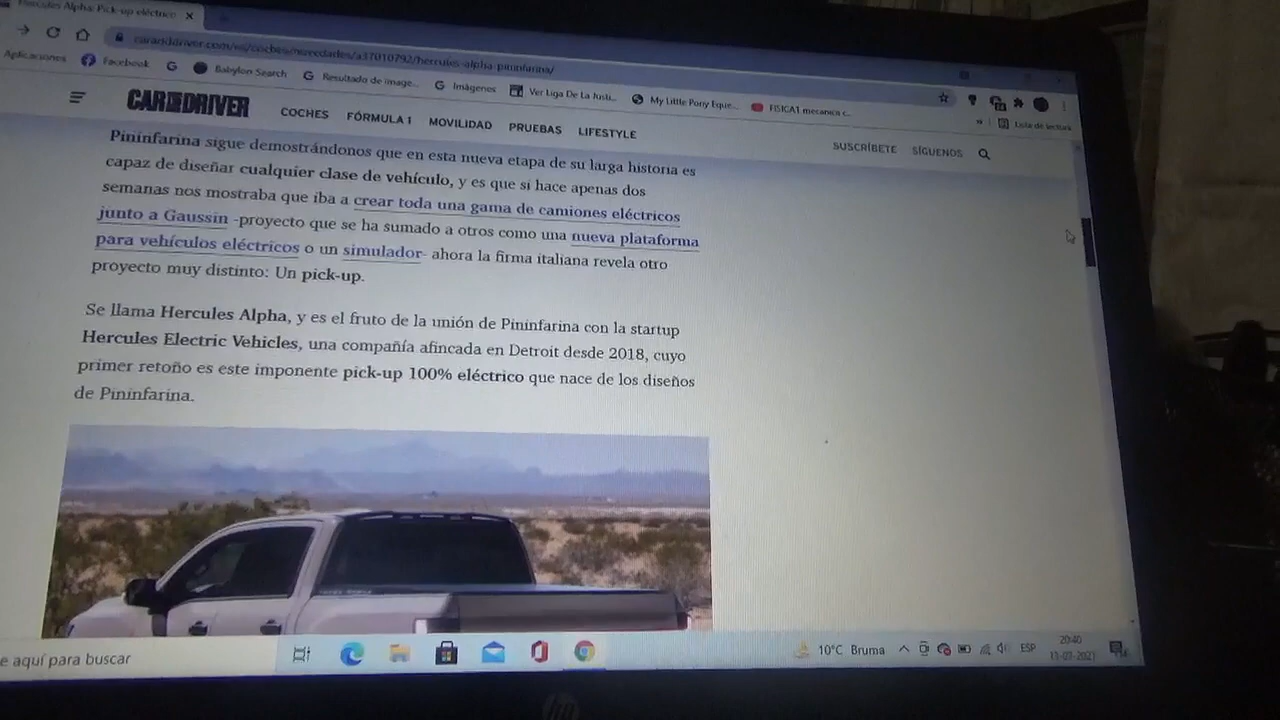 Hercules Alpha: Pick-up eléctrico
caranddriver.com/es/coches/novedades/a37010792/hercules-alpha-pininfarina/
Aplicaciones Facebook Babylon Search Resultado de image... Imágenes Ver Liga De La Justi... My Little Pony Eque... FISICA1 mecanica c...
Lista de lectura
CAR AND DRIVER COCHES FÓRMULA 1 MOVILIDAD PRUEBAS LIFESTYLE SUSCRÍBETE SÍGUENOS
Pininfarina sigue demostrándonos que en esta nueva etapa de su larga historia es
capaz de diseñar cualquier clase de vehículo, y es que si hace apenas dos
semanas nos mostraba que iba a crear toda una gama de camiones eléctricos
junto a Gaussin -proyecto que se ha sumado a otros como una nueva plataforma
para vehículos eléctricos o un simulador- ahora la firma italiana revela otro
proyecto muy distinto: Un pick-up.
Se llama Hercules Alpha, y es el fruto de la unión de Pininfarina con la startup
Hercules Electric Vehicles, una compañía afincada en Detroit desde 2018, cuyo
primer retoño es este imponente pick-up 100% eléctrico que nace de los diseños
de Pininfarina.
e aquí para buscar 10°C Bruma ESP 20:40
hp